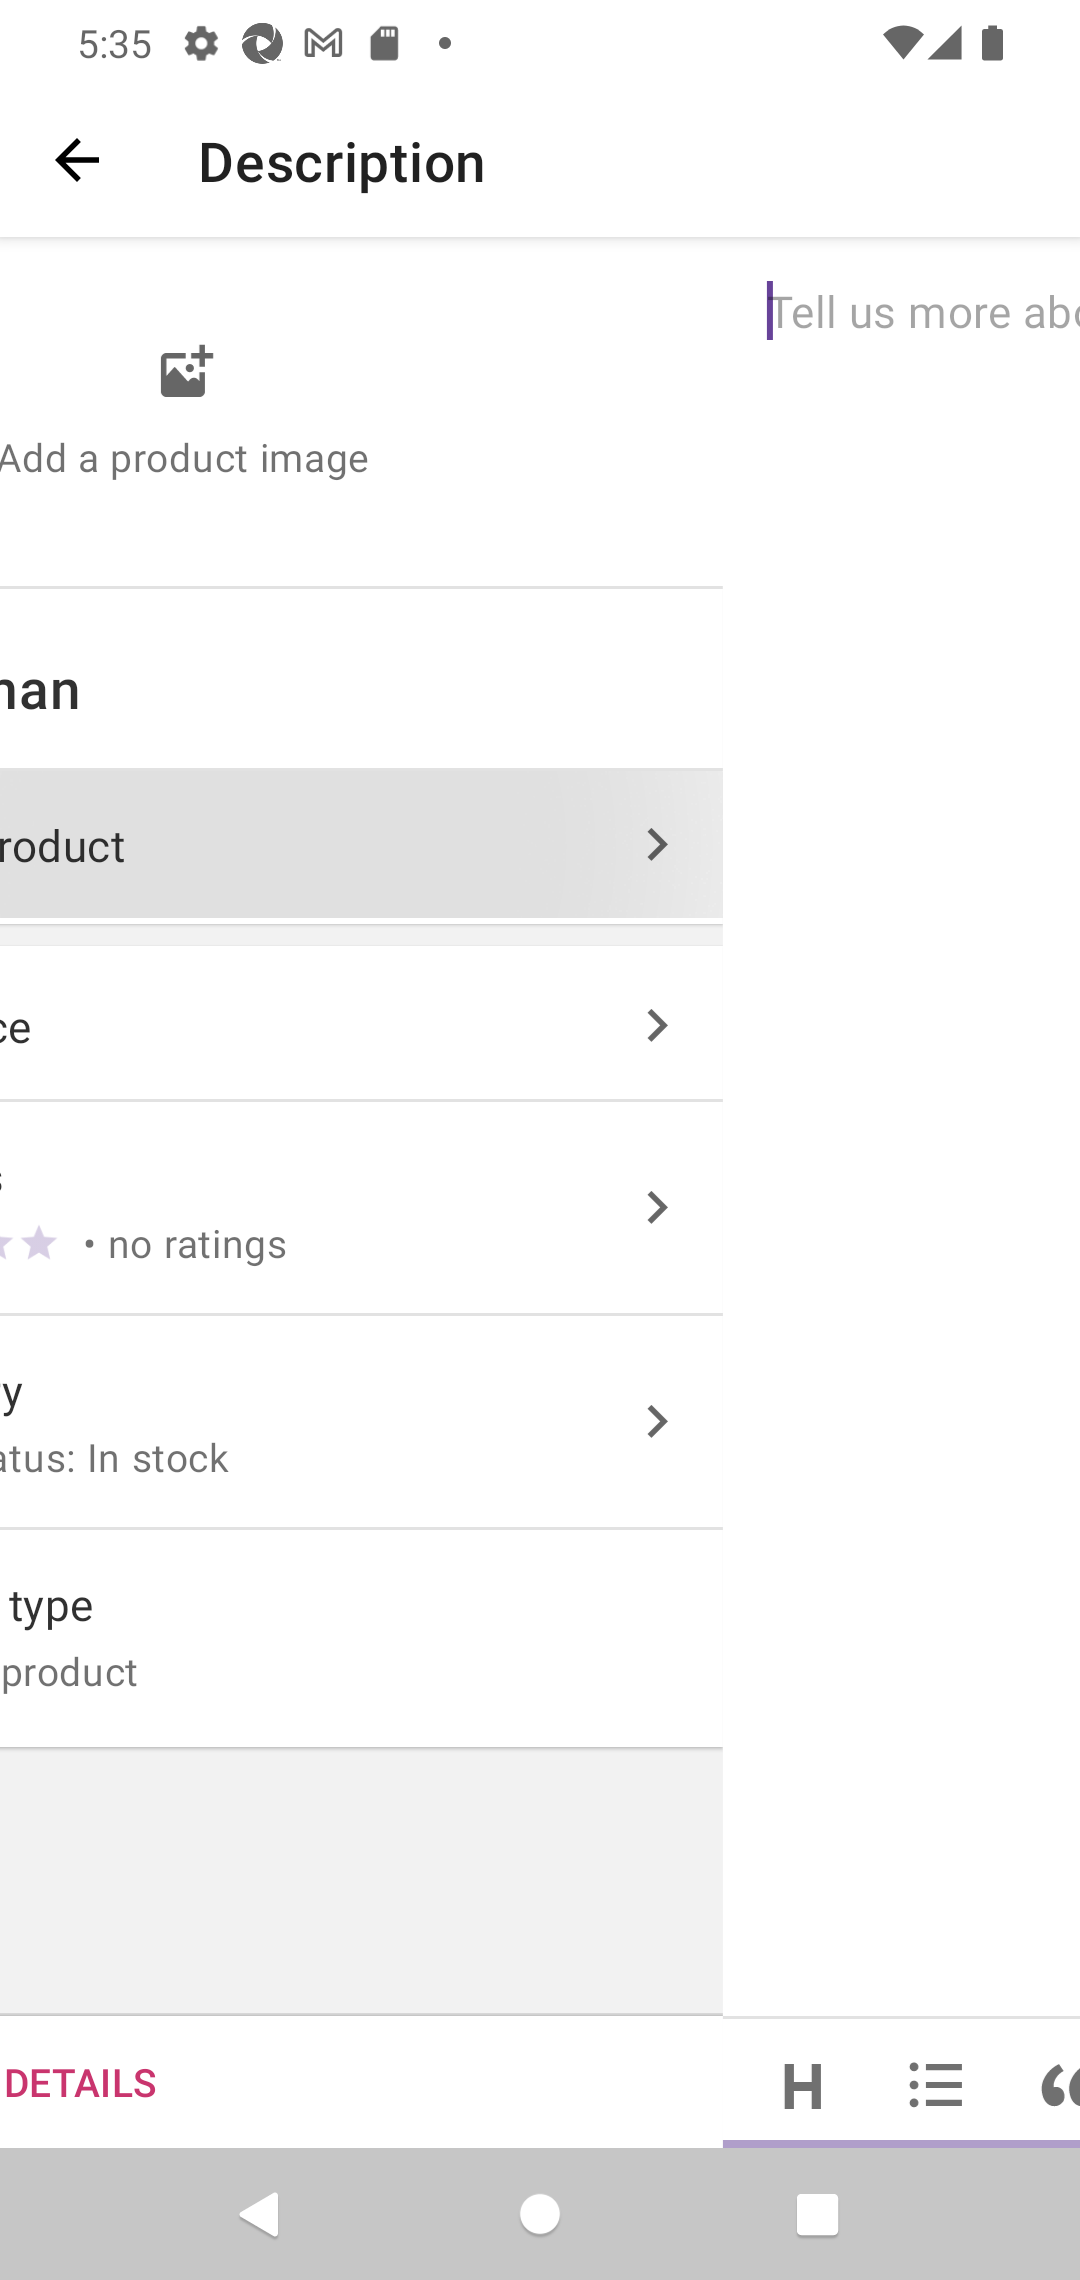 5:35
Description
Tell us more abo
Add a product image
nan
roduct
ce
s
• no ratings
y
atus: In stock
type
product
DETAILS